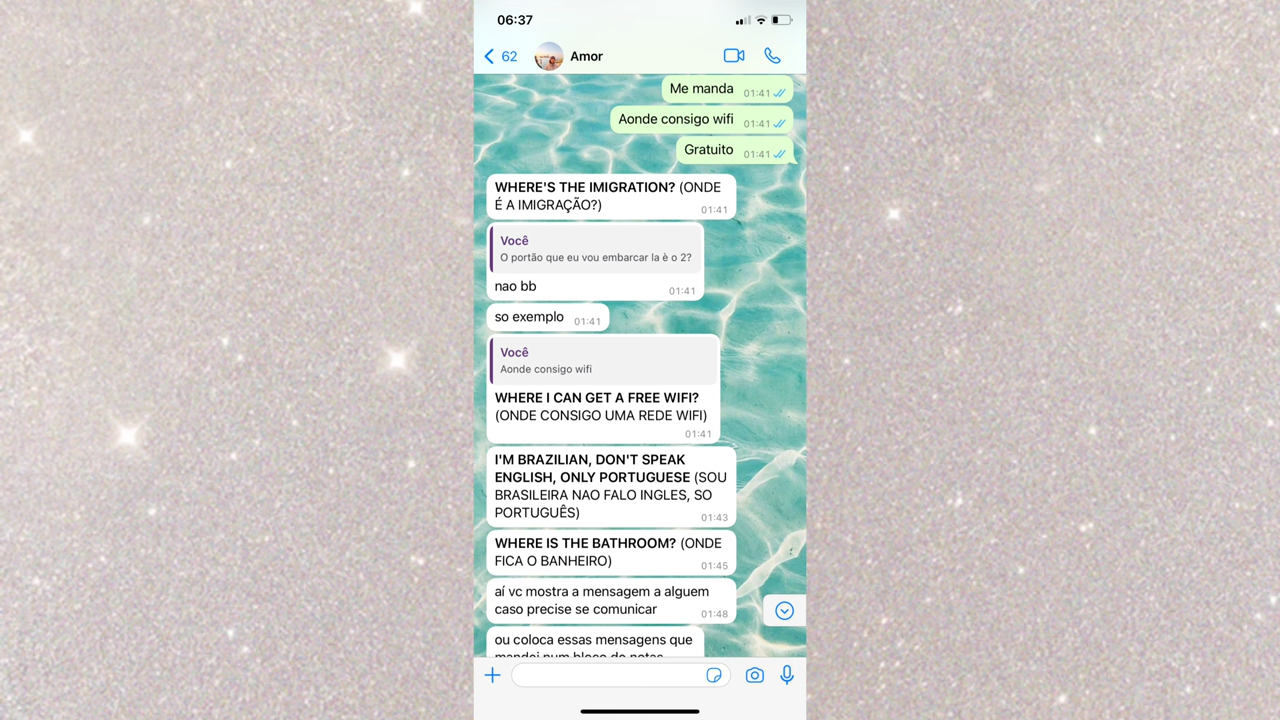 06:37
62
Amor
Me manda 01:41
Aonde consigo wifi 01:41
Gratuito 01:41
WHERE'S THE IMIGRATION? (ONDE
É A IMIGRAÇÃO?) 01:41
Você
O portão que eu vou embarcar la è o 2?
nao bb 01:41
so exemplo 01:41
Você
Aonde consigo wifi
WHERE I CAN GET A FREE WIFI?
(ONDE CONSIGO UMA REDE WIFI)
01:41
I'M BRAZILIAN, DON'T SPEAK
ENGLISH, ONLY PORTUGUESE (SOU
BRASILEIRA NAO FALO INGLES, SO
PORTUGUÊS) 01:43
WHERE IS THE BATHROOM? (ONDE
FICA O BANHEIRO) 01:45
aí vc mostra a mensagem a alguem
caso precise se comunicar 01:48
ou coloca essas mensagens que
mandei num bloco de notas